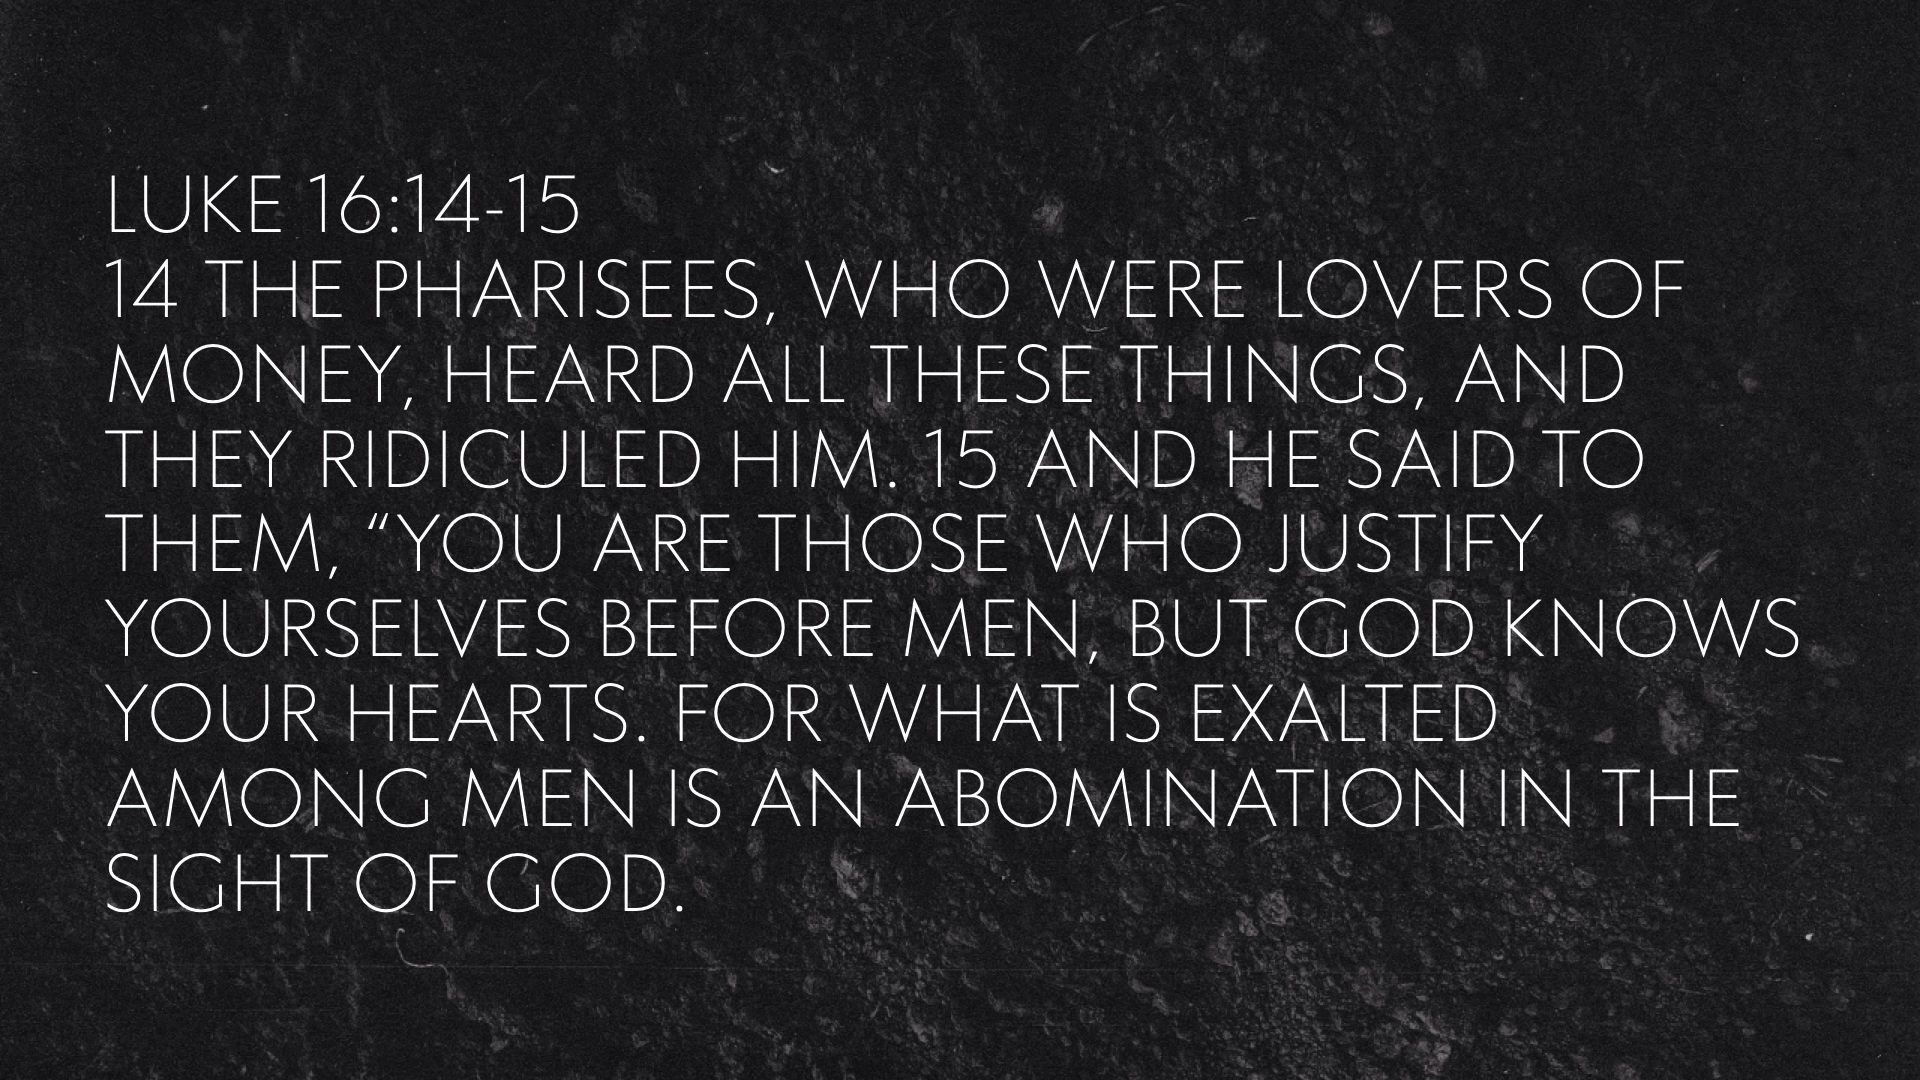 LUKE 16:14-15
14 THE PHARISEES, WHO WERE LOVERS OF
MONEY, HEARD ALL THESE THINGS, AND
THEY RIDICULED HIM. 15 AND HE SAID TO
THEM, “YOU ARE THOSE WHO JUSTIFY
YOURSELVES BEFORE MEN, BUT GOD KNOWS
YOUR HEARTS. FOR WHAT IS EXALTED
AMONG MEN IS AN ABOMINATION IN THE
SIGHT OF GOD.